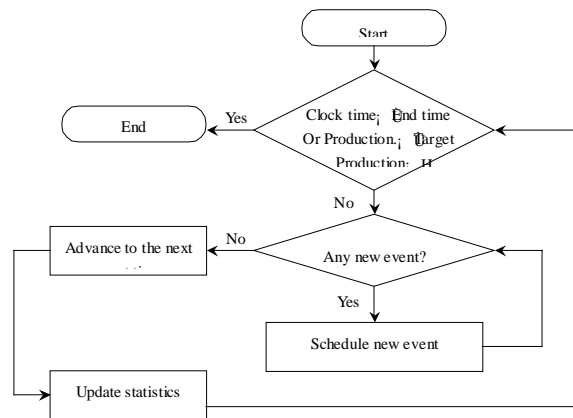 Start
Clock time¡ End time
Yes
End
Or Production.¡ Target
Production
No
Advance to the next
No
Any new event?
Yes
Schedule new event
Update statistics